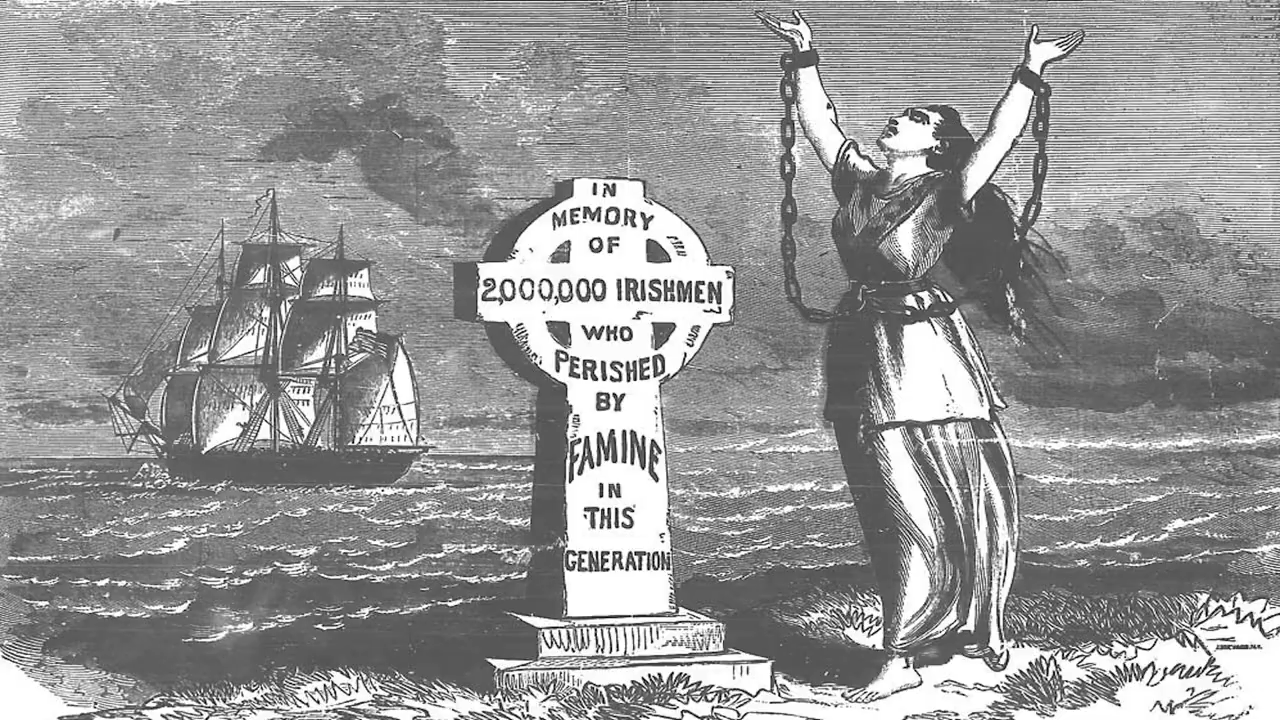 IN
MEMORY
OF
2,000,000 IRISHMEN
WHO
PERISHED
BY
FAMINE
IN
THIS
GENERATION